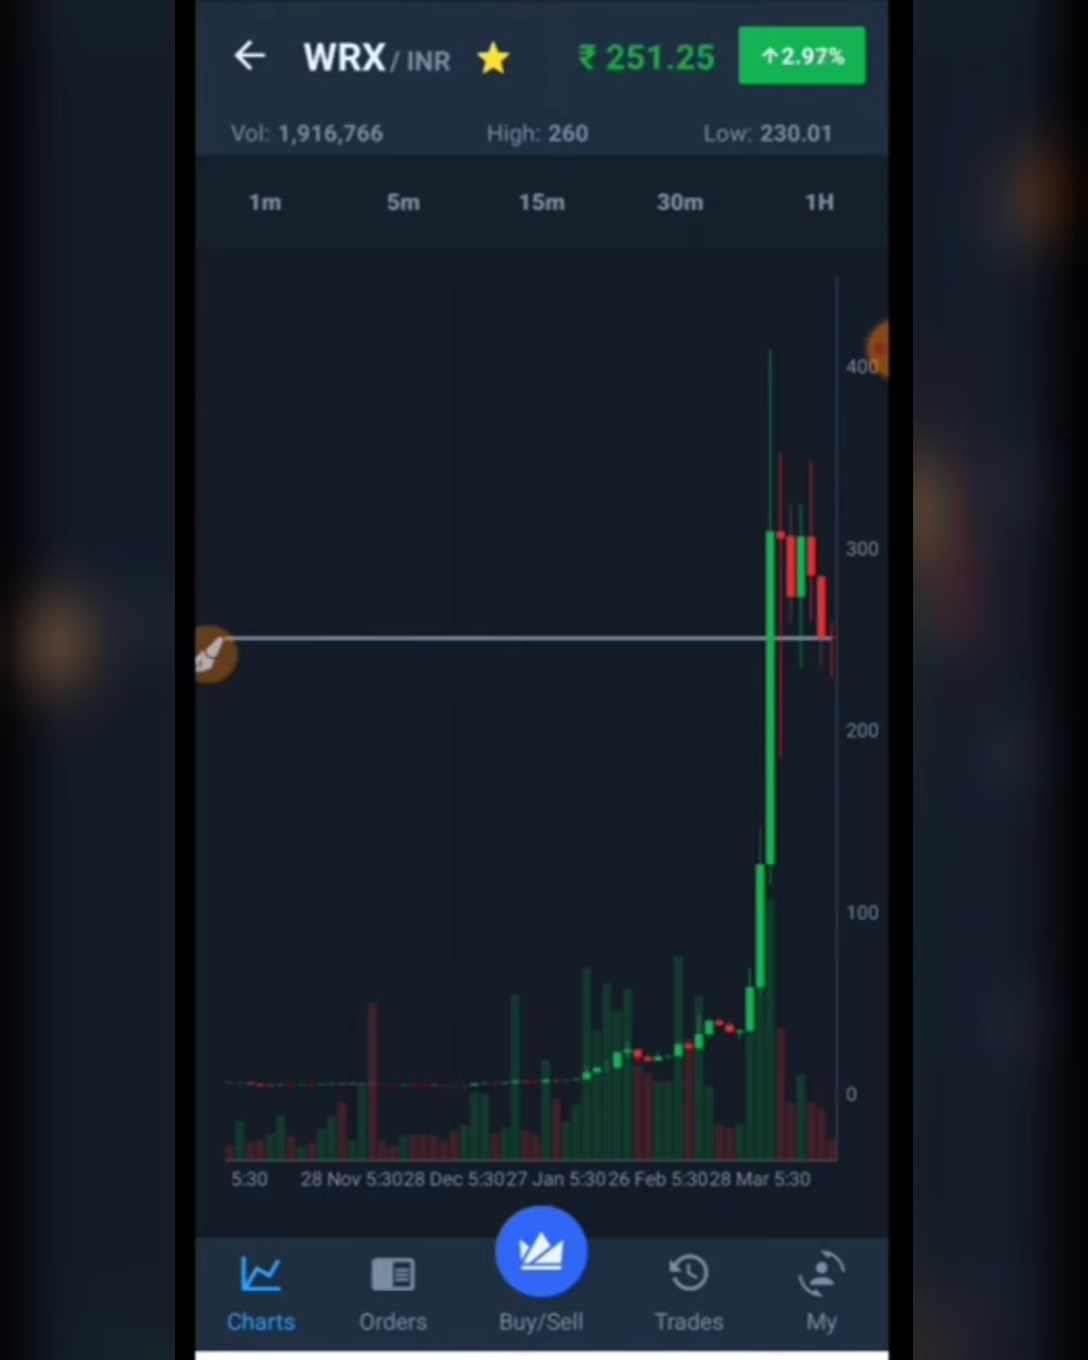 WRX / INR ₹ 251.25 ↑2.97%
Vol: 1,916,766 High: 260 Low: 230.01
1m 5m 15m 30m 1H
400
300
200
100
0
5:30 28 Nov 5:30 28 Dec 5:30 27 Jan 5:30 26 Feb 5:30 28 Mar 5:30
Charts Orders Buy/Sell Trades My